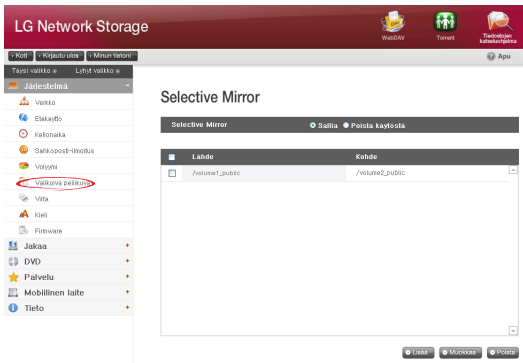 LG Network Storage
WebDAV
Torrent
Tiedostojen
katseluohjelma
Koti
Kirjautu ulos
Minun tietoni
Apu
Täysi valikko
Lyhyt valikko
Järjestelmä
Verkko
Etäkäyttö
Kellonaika
Sähköposti-ilmoitus
Volyymi
Valikoiva peilikuva
Virta
Kieli
Firmware
Jakaa
DVD
Palvelu
Mobiilinen laite
Tieto
Selective Mirror
Selective Mirror Sallia Poista käytöstä
Lähde Kohde
/volume1_public /volume2_public
Lisää Muokkaa Poista